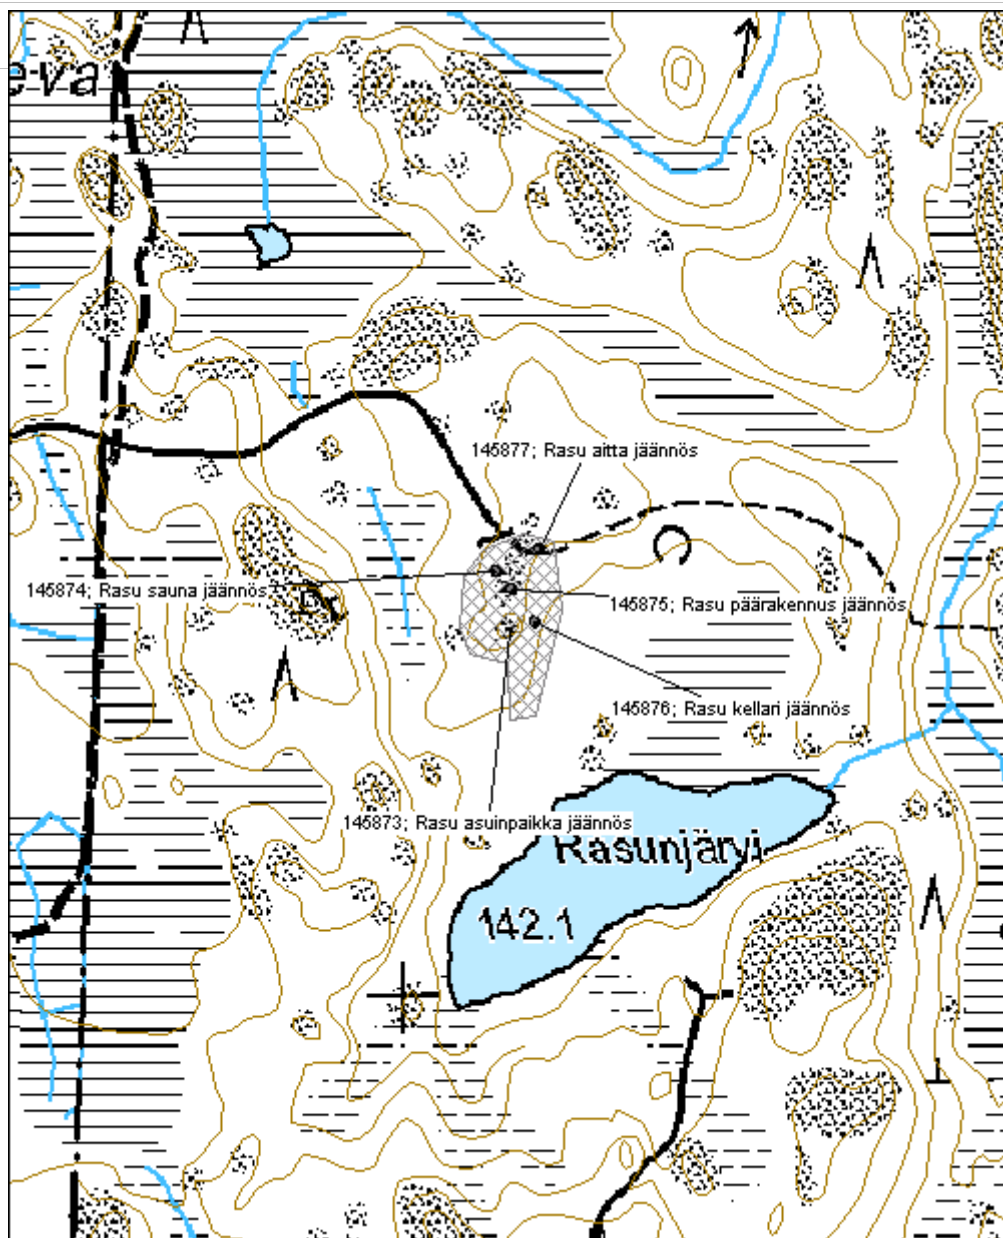 eva
145877; Rasu aitta jäännös
145874; Rasu sauna jäännös
145875; Rasu päärakennus jäännös
145876; Rasu kellari jäännös
145873; Rasu asuinpaikka jäännös
Rasunjärvi
142.1